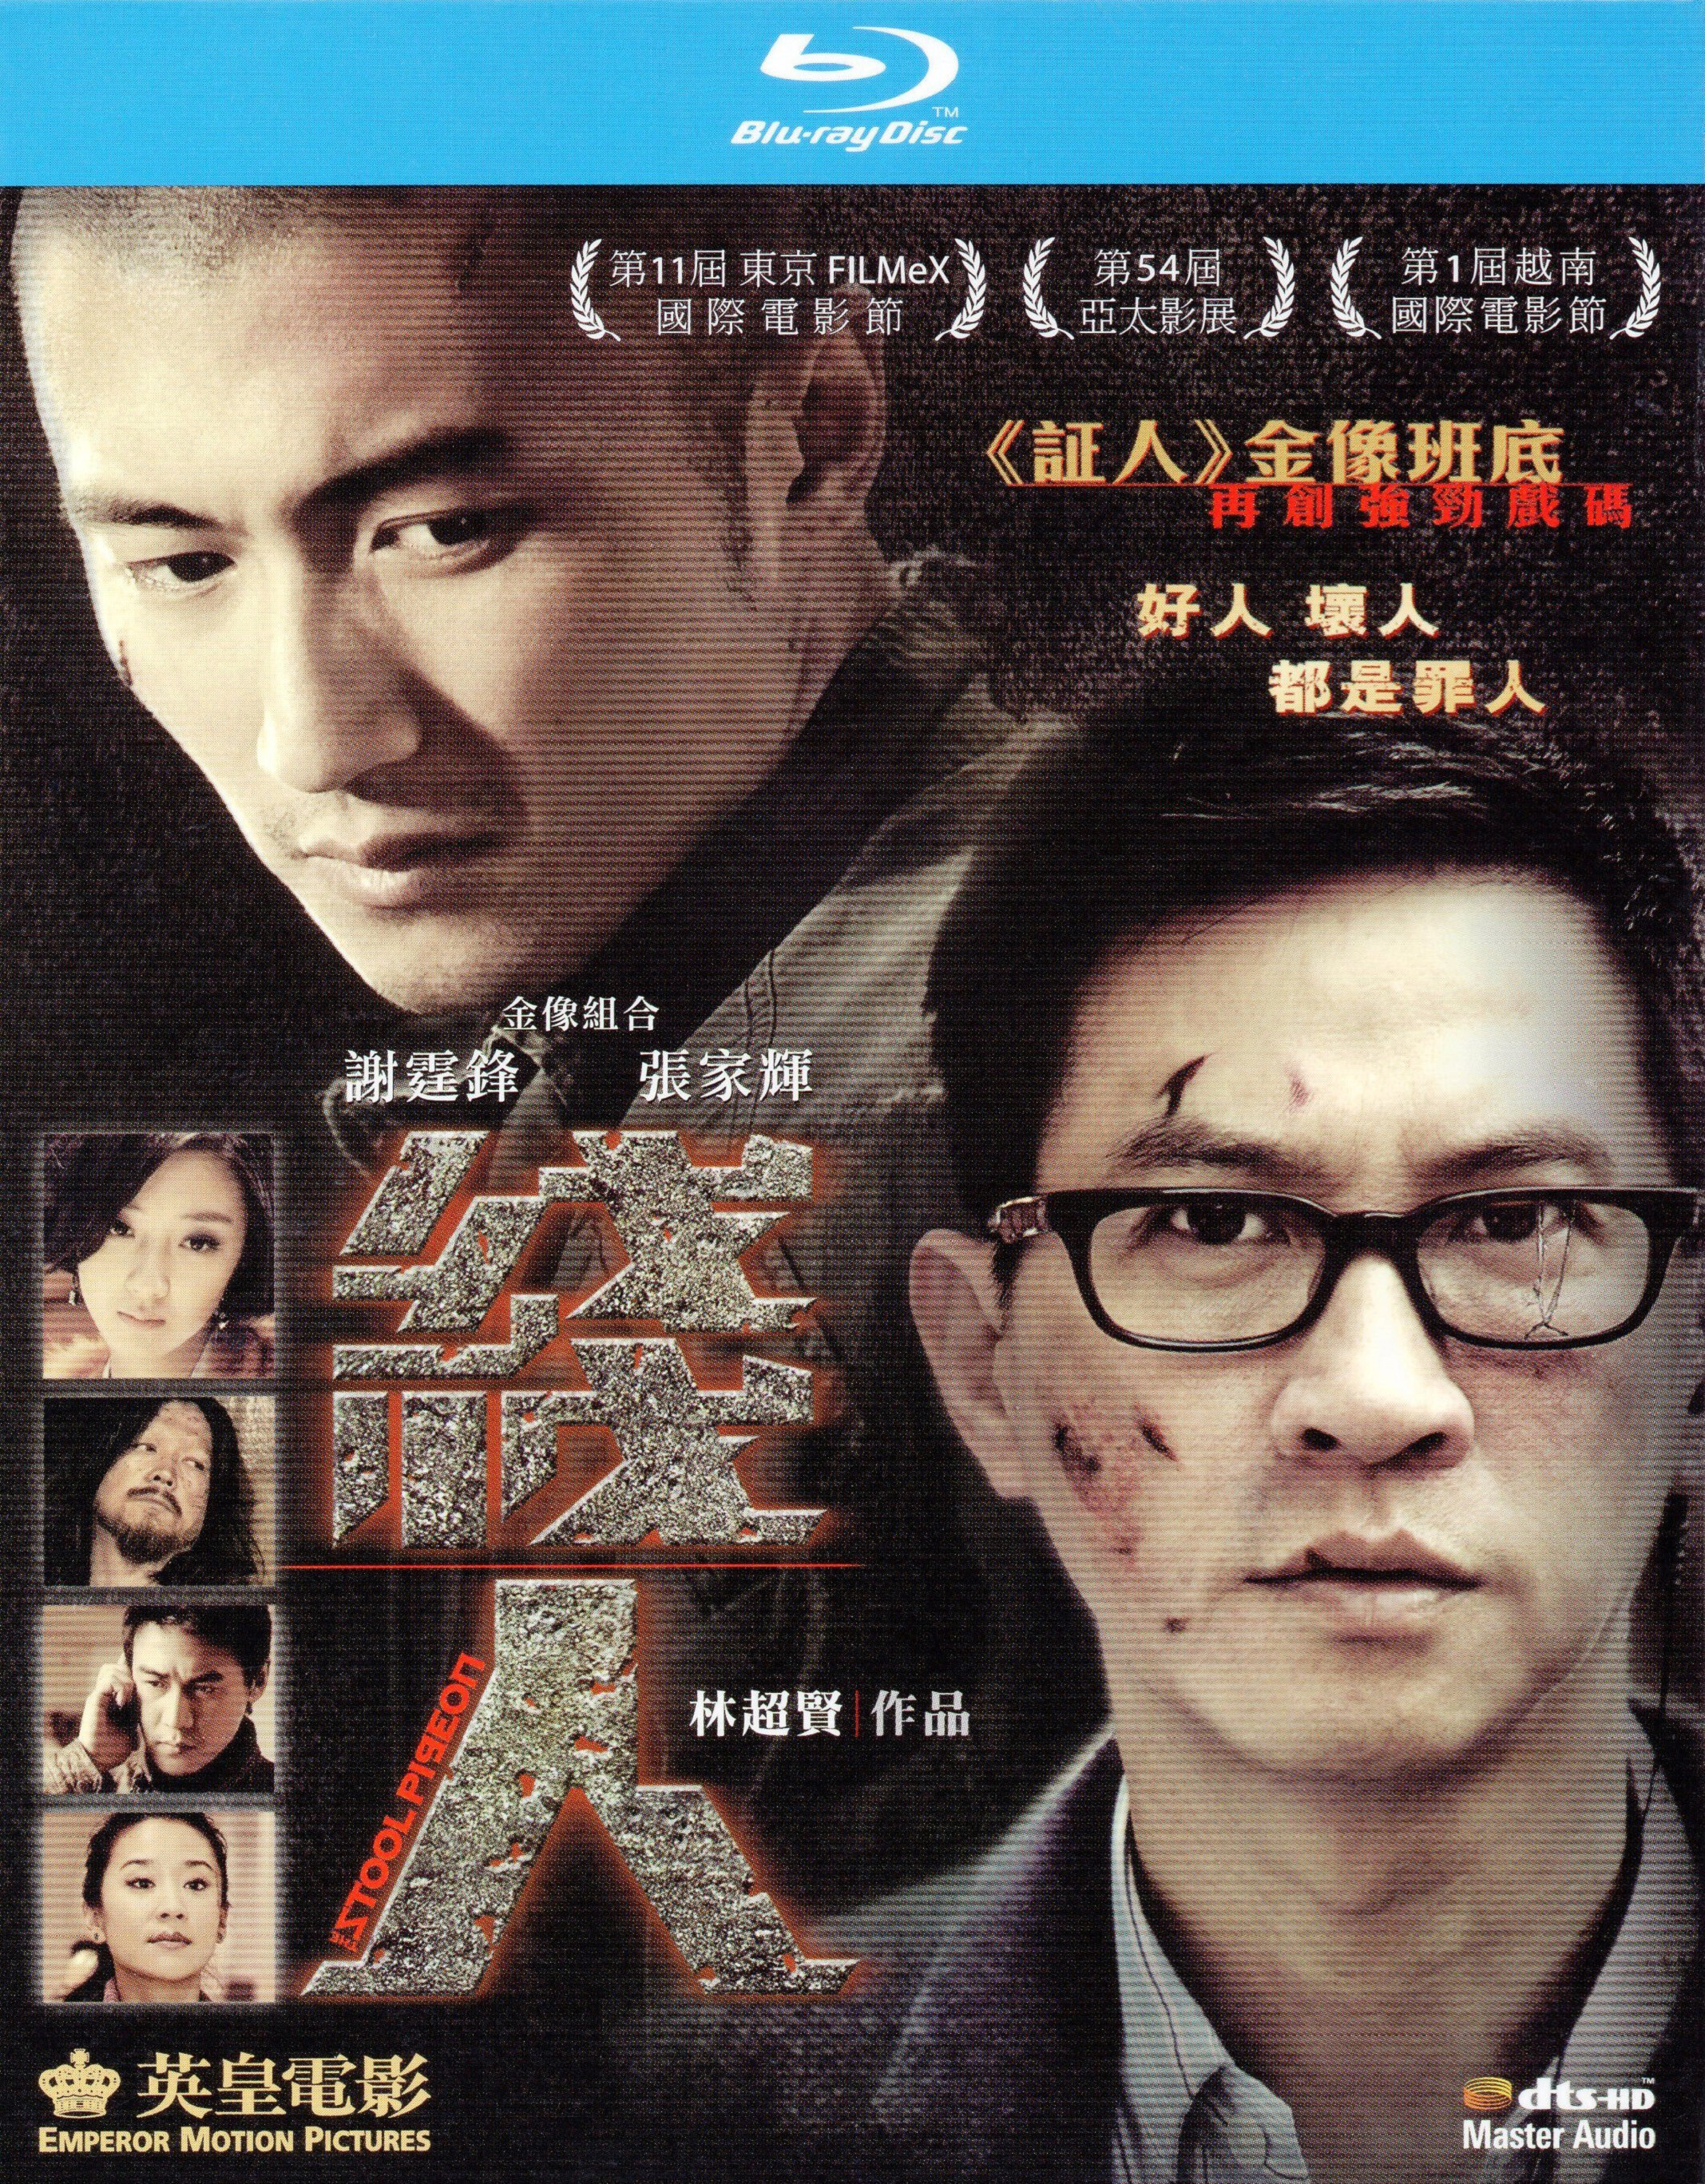 Blu-ray Disc™
第11屆 東京 FILMeX
國際電影節
第54屆
亞太影展
第1屆越南
國際電影節
《証人》金像班底
再創強勁戲碼
好人 壞人
都是罪人
金像組合
謝霆鋒 張家輝
綫人
THE STOOL PIGEON
林超賢|作品
英皇電影
EMPEROR MOTION PICTURES
dts-HD™
Master Audio